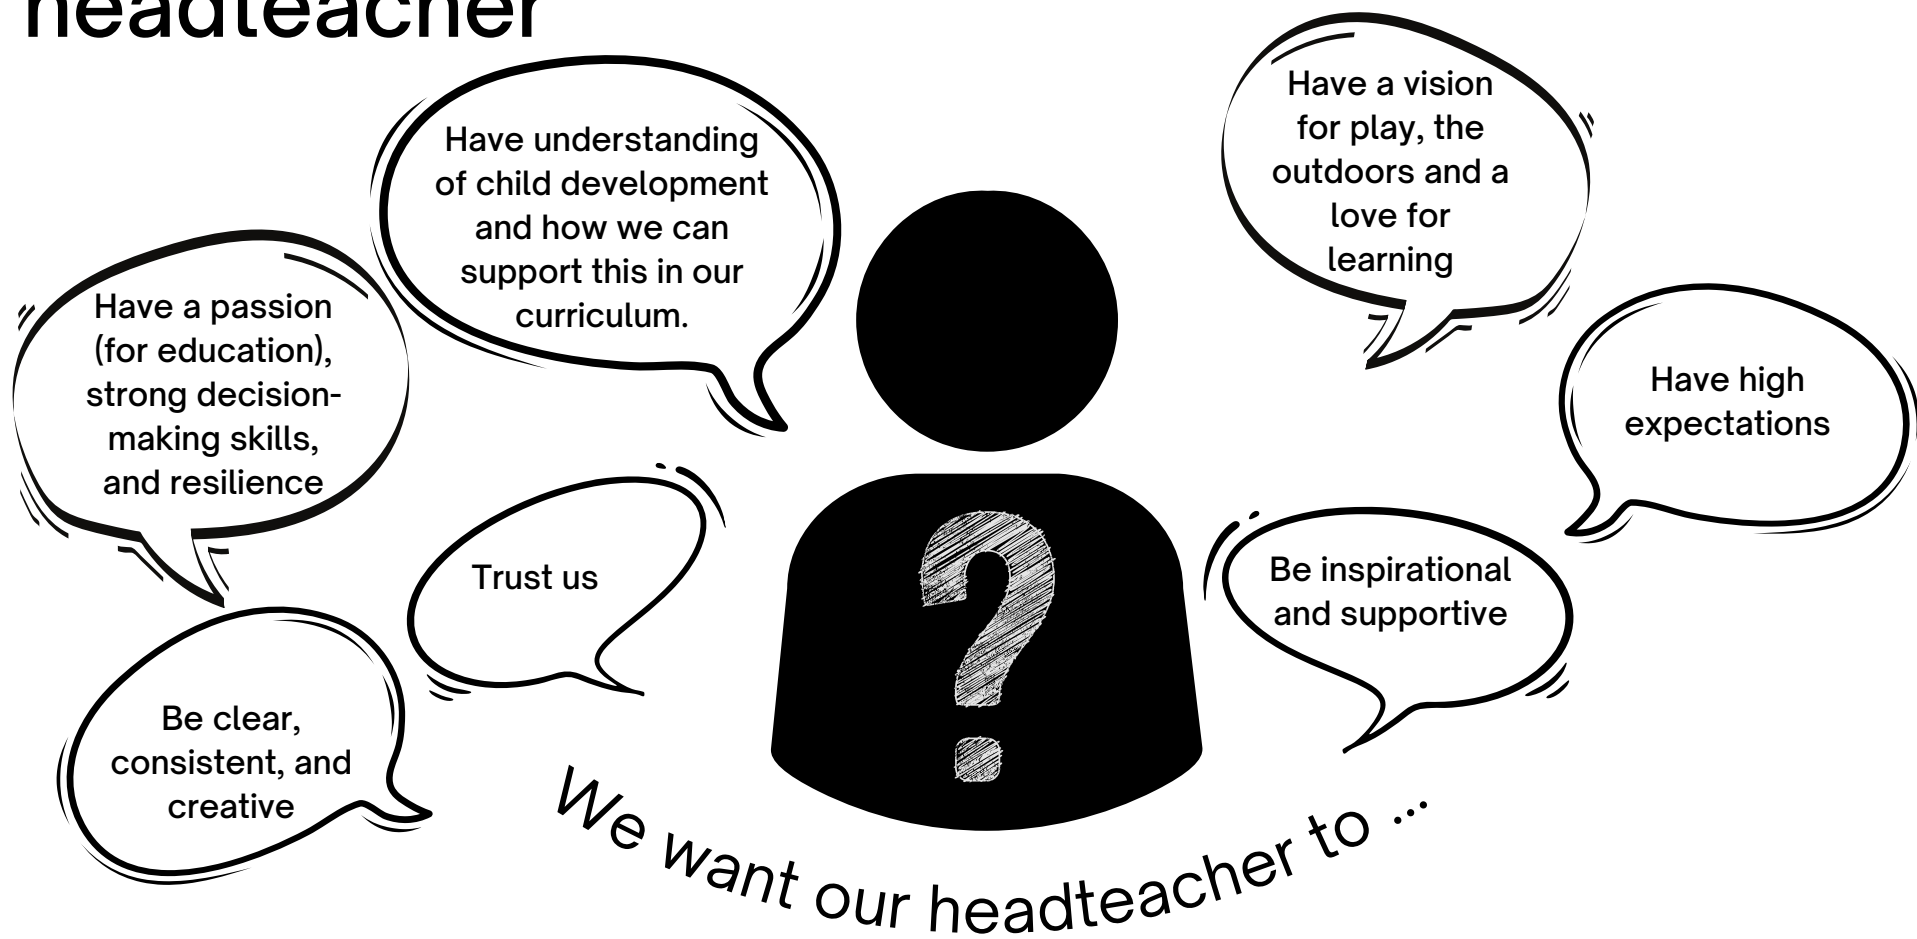 headteacher
Have understanding
of child development
and how we can
support this in our
curriculum.
Have a vision
for play, the
outdoors and a
love for
learning
Have a passion
(for education),
strong decision-
making skills,
and resilience
Have high
expectations
Trust us
Be inspirational
and supportive
Be clear,
consistent, and
creative
?
We want our headteacher to ...